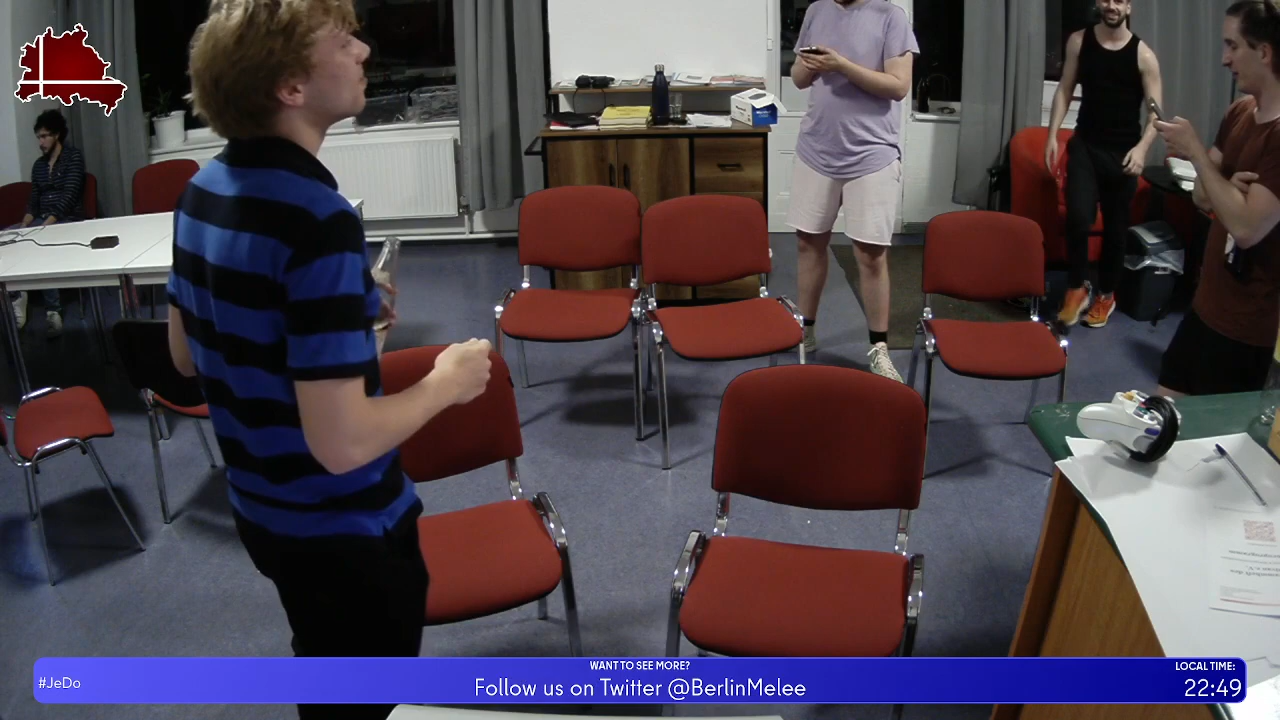 WANT TO SEE MORE?
LOCAL TIME:
#JeDo
Follow us on Twitter @BerlinMelee
22:49